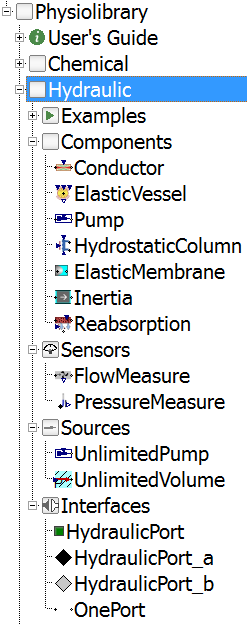 Physiolibrary
User's Guide
Chemical
Hydraulic
Examples
Components
Conductor
ElasticVessel
Pump
HydrostaticColumn
ElasticMembrane
Inertia
Reabsorption
Sensors
FlowMeasure
PressureMeasure
Sources
UnlimitedPump
UnlimitedVolume
Interfaces
HydraulicPort
HydraulicPort_a
HydraulicPort_b
OnePort